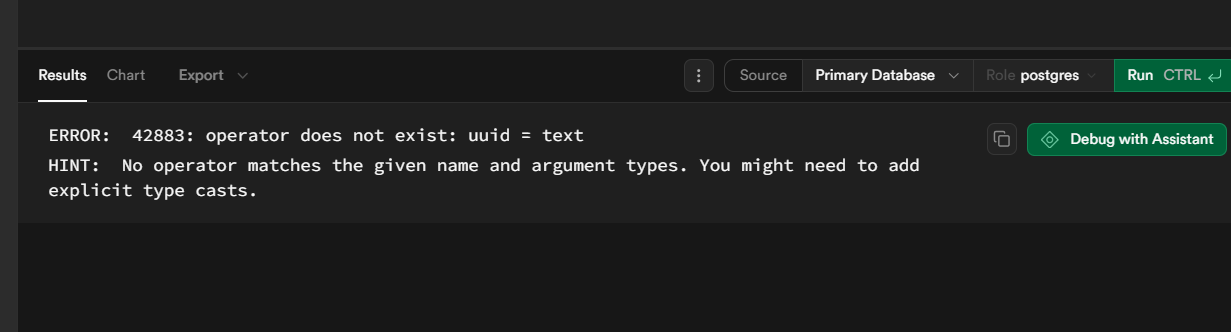 Results Chart Export Source Primary Database Role postgres Run CTRL
ERROR:  42883: operator does not exist: uuid = text
Debug with Assistant
HINT:  No operator matches the given name and argument types. You might need to add
explicit type casts.